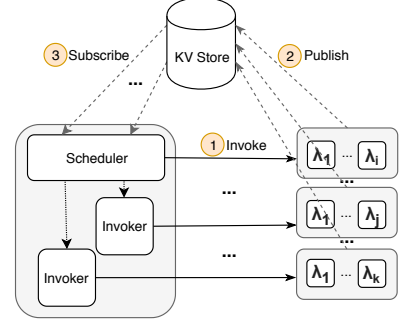 3 Subscribe
KV Store
2 Publish
...
Scheduler
1 Invoke
λ1 ... λi
...
...
Invoker
λ1 ... λj
...
...
Invoker
λ1 ... λk